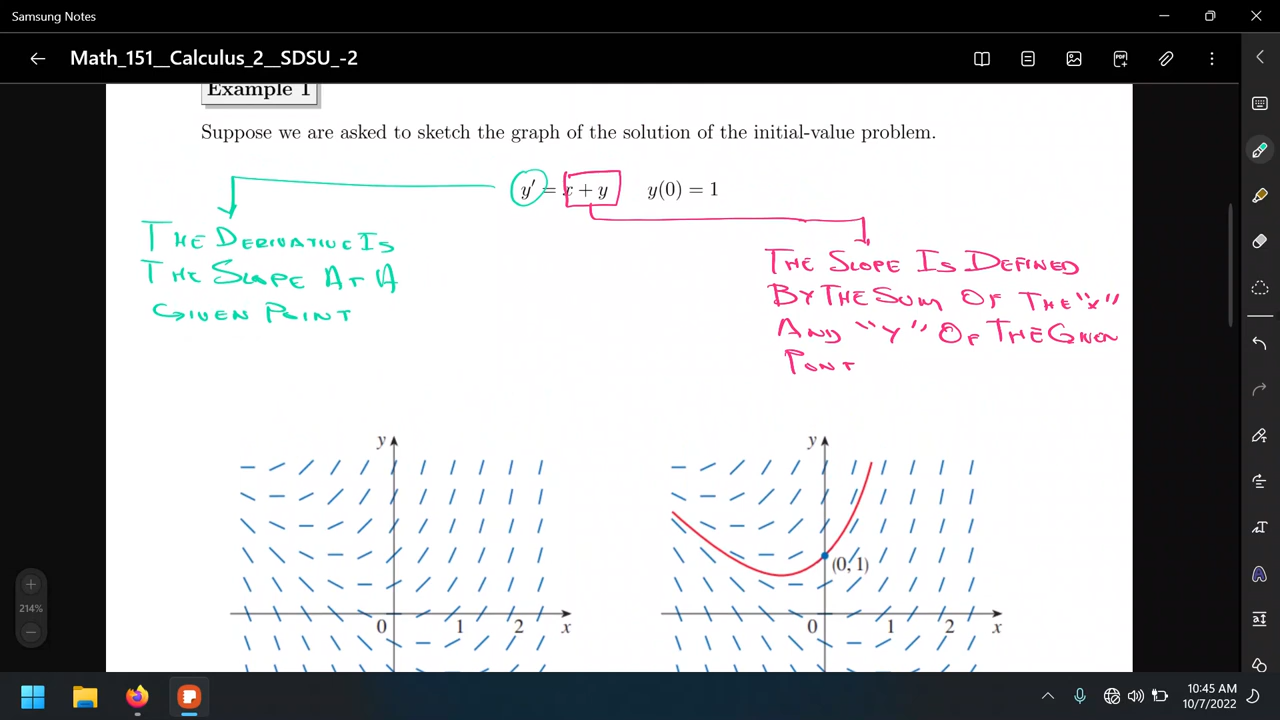 Samsung Notes
Math_151__Calculus_2__SDSU_-2
Example 1
Suppose we are asked to sketch the graph of the solution of the initial-value problem.
y′ = x + y y(0) = 1
THE DERIVATIVE IS
THE SLOPE AT A
GIVEN POINT
THE SLOPE IS DEFINED
BY THE SUM OF THE "X"
AND "Y" OF THE GIVEN
POINT
y
0 1 2 x
y
(0, 1)
0 1 2 x
214%
10:45 AM
10/7/2022